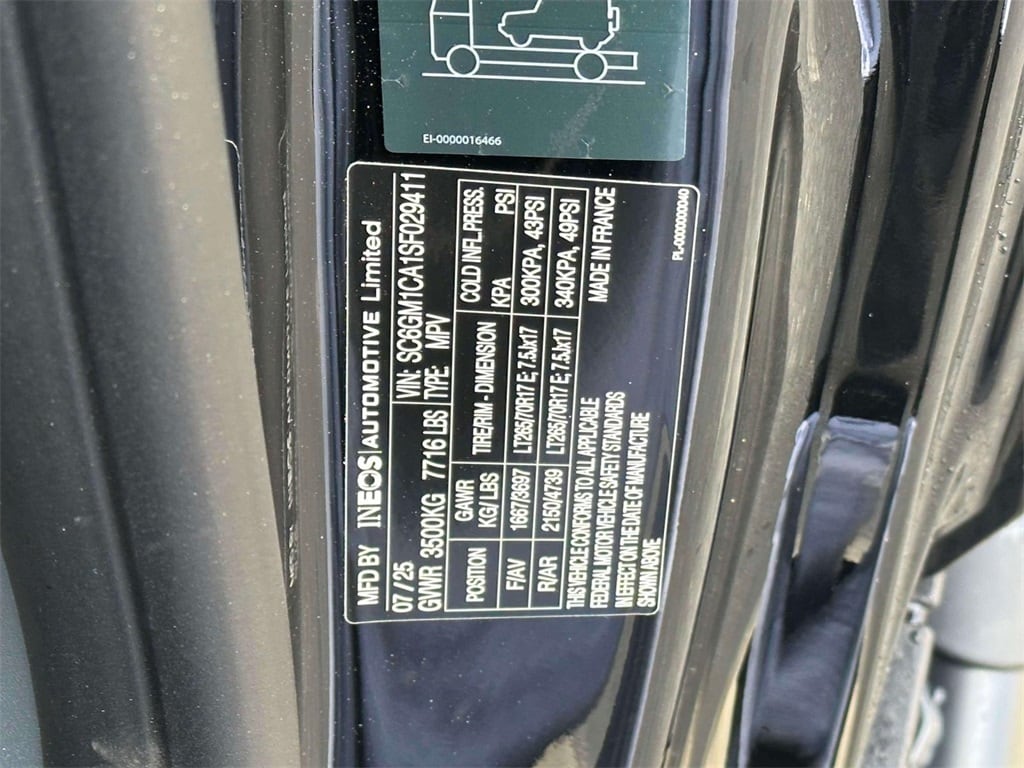 EI-0000016466
MFD BY INEOS|AUTOMOTIVE Limited
07 / 25 VIN: SC6GM1CA1SF029411
GVWR 3500KG 7716 LBS TYPE: MPV
POSITION GAWR KG/LBS TIRE/RIM - DIMENSION COLD INFL.PRESS. KPA PSI
F/AV 1667/3697 LT265/70R17 E; 7.5Jx17 300KPA, 43PSI
R/AR 2150/4739 LT265/70R17 E; 7.5Jx17 340KPA, 49PSI
THIS VEHICLE CONFORMS TO ALL APPLICABLE
FEDERAL MOTOR VEHICLE SAFETY STANDARDS
IN EFFECT ON THE DATE OF MANUFACTURE
SHOWN ABOVE
MADE IN FRANCE
PL-000000040